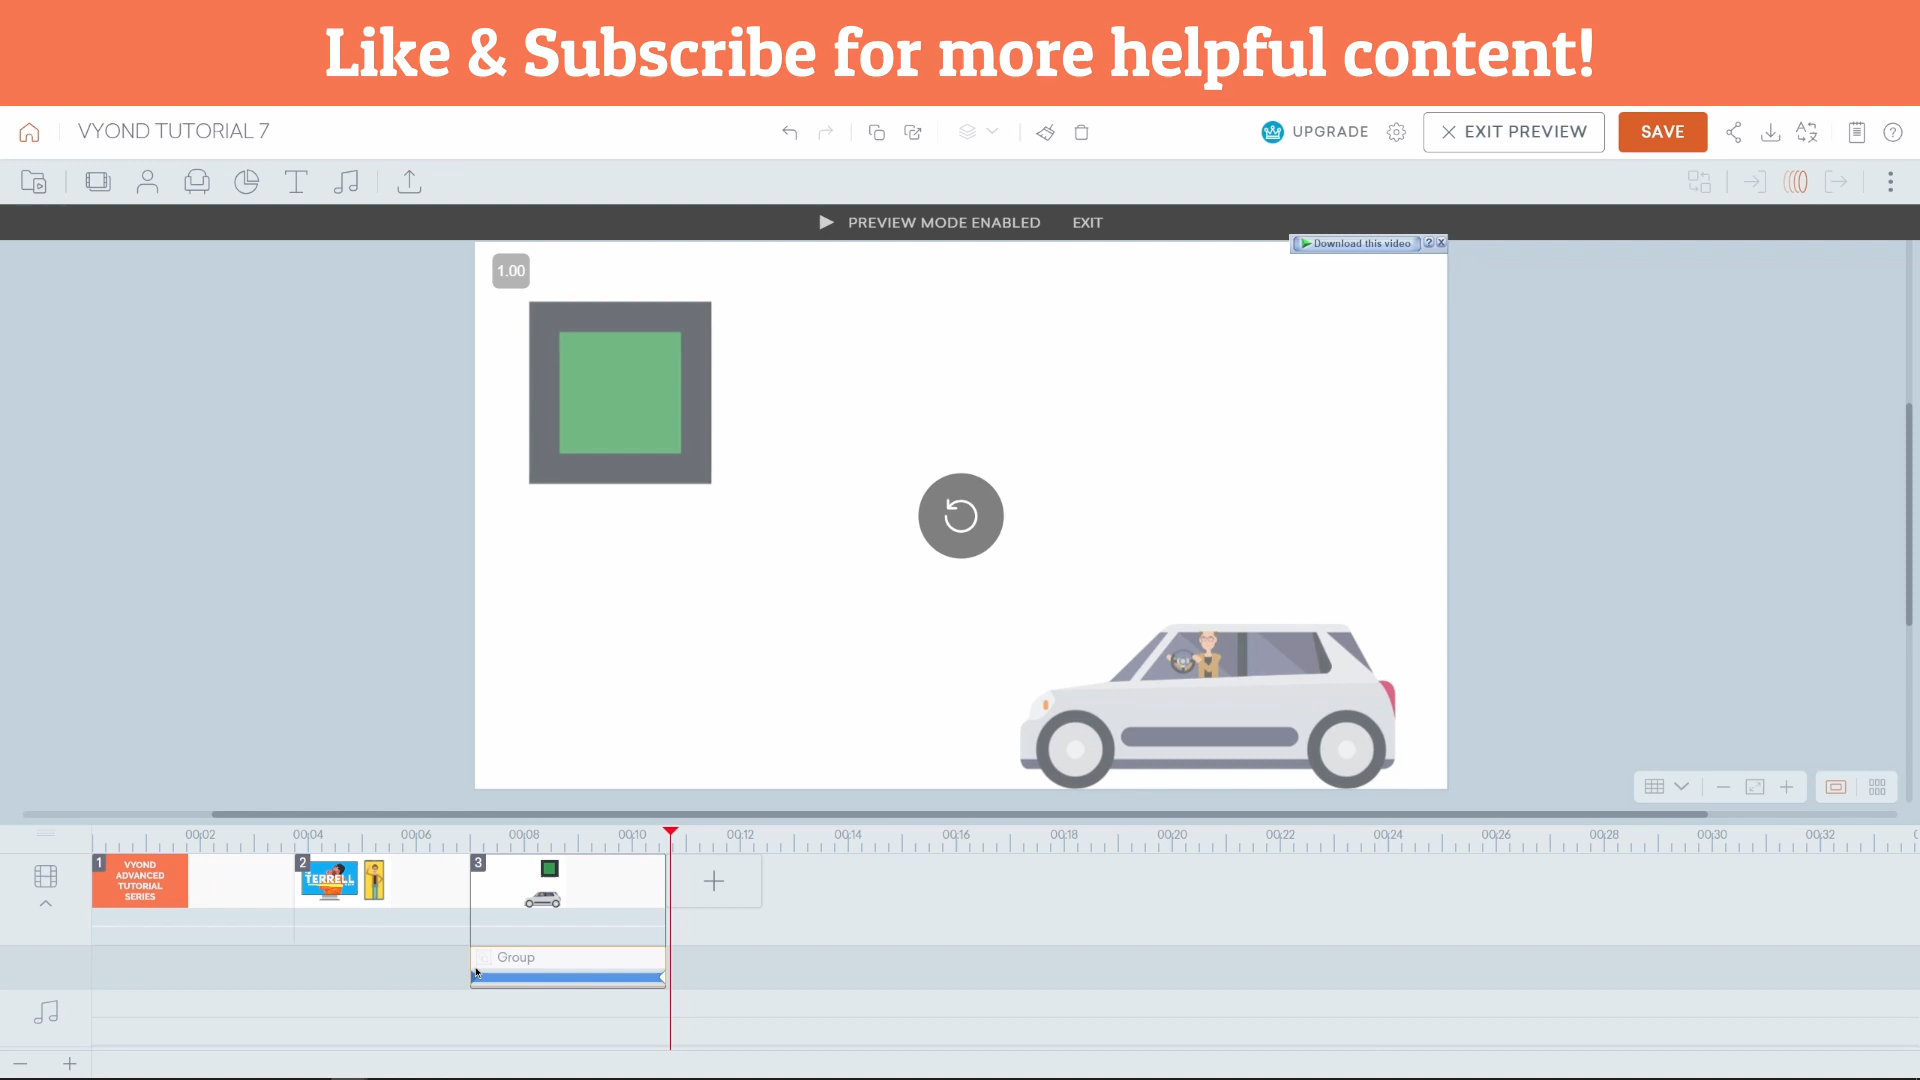 Like & Subscribe for more helpful content!
VYOND TUTORIAL 7
UPGRADE
EXIT PREVIEW
SAVE
PREVIEW MODE ENABLED EXIT
Download this video
1.00
00:02 00:04 00:06 00:08 00:10 00:12 00:14 00:16 00:18 00:20 00:22 00:24 00:26 00:28 00:30 00:32
1
VYOND
ADVANCED
TUTORIAL
SERIES
2
TERRELL
3
Group